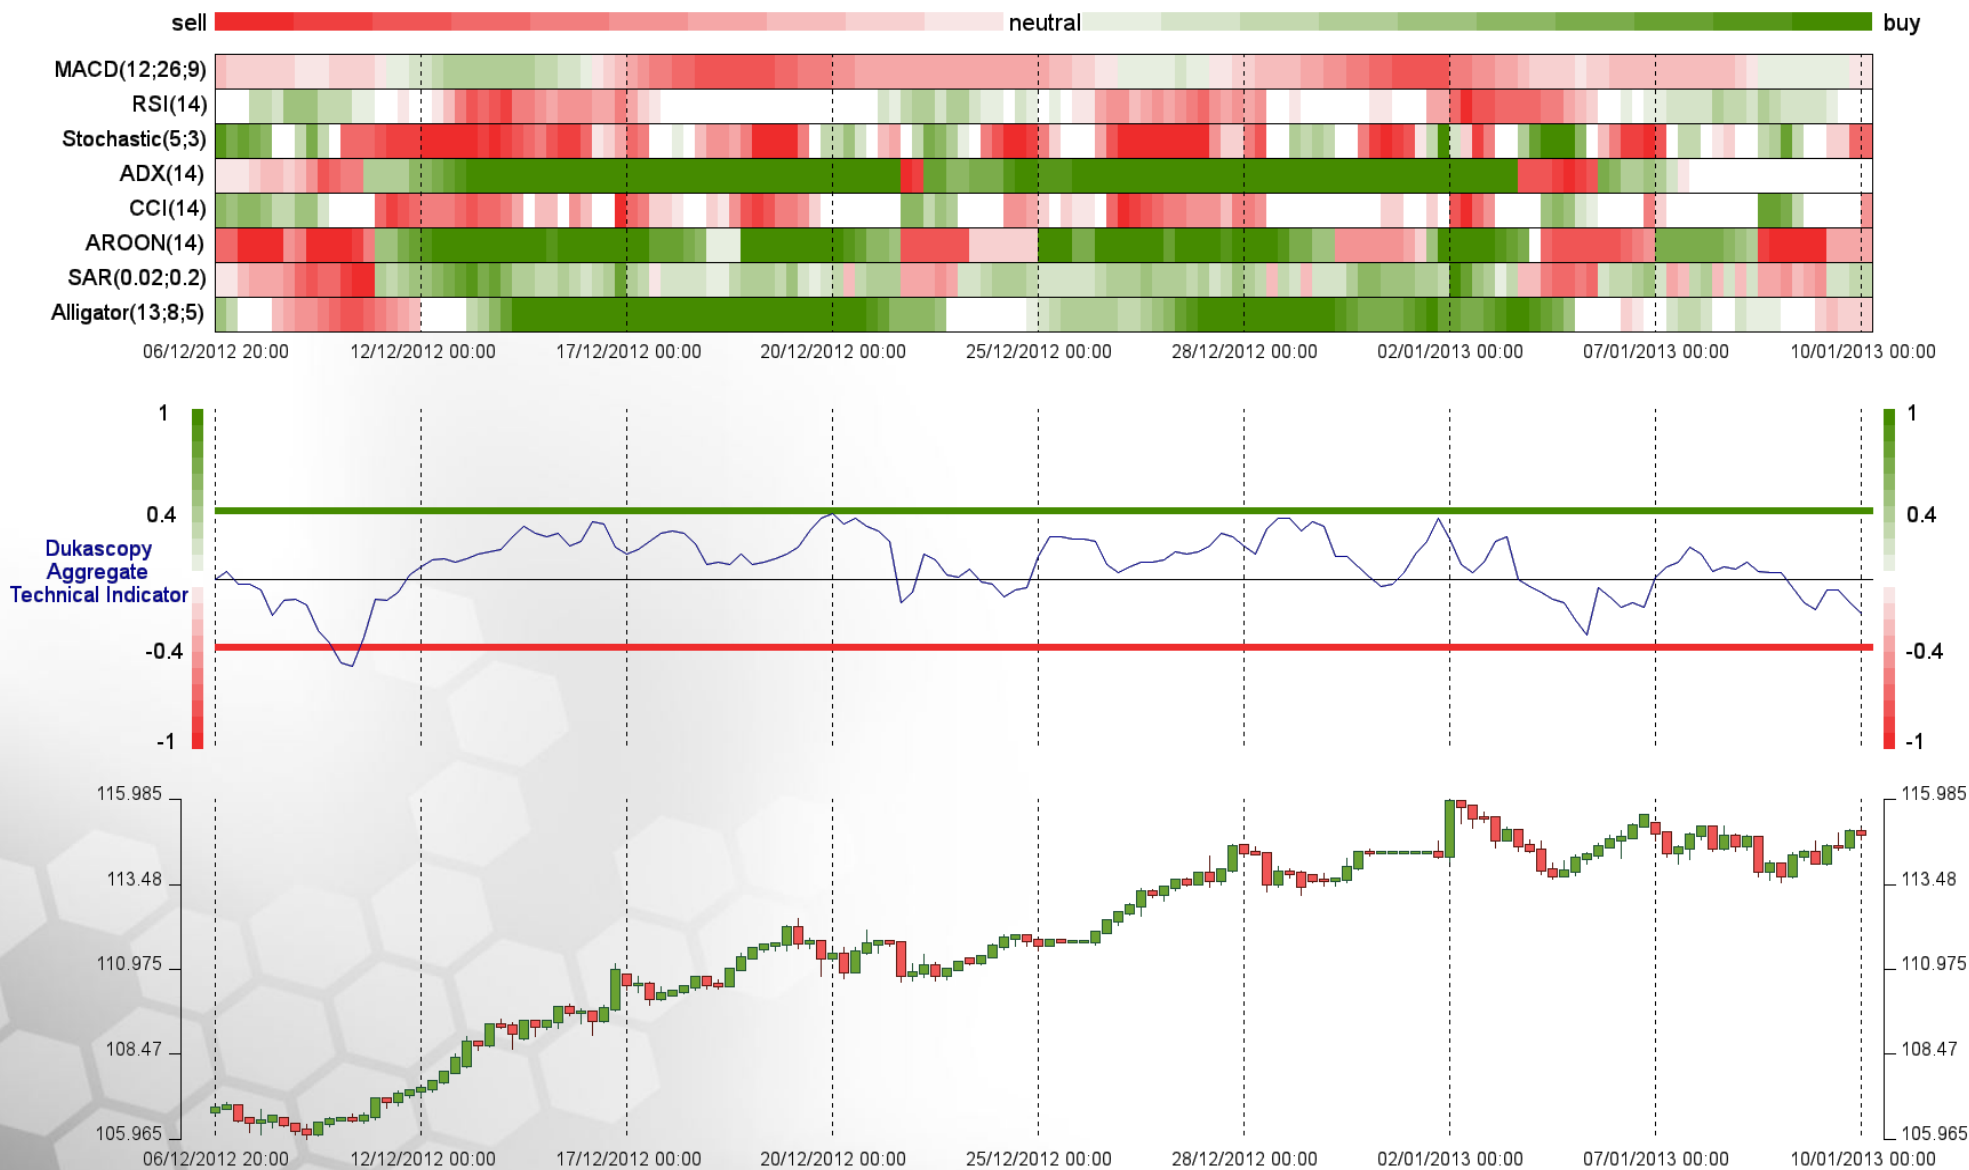 sell neutral buy
MACD(12;26;9)
RSI(14)
Stochastic(5;3)
ADX(14)
CCI(14)
AROON(14)
SAR(0.02;0.2)
Alligator(13;8;5)
06/12/2012 20:00 12/12/2012 00:00 17/12/2012 00:00 20/12/2012 00:00 25/12/2012 00:00 28/12/2012 00:00 02/01/2013 00:00 07/01/2013 00:00 10/01/2013 00:00
1 1
0.4 0.4
Dukascopy
Aggregate
Technical Indicator
-0.4 -0.4
-1 -1
115.985 115.985
113.48 113.48
110.975 110.975
108.47 108.47
105.965 105.965
06/12/2012 20:00 12/12/2012 00:00 17/12/2012 00:00 20/12/2012 00:00 25/12/2012 00:00 28/12/2012 00:00 02/01/2013 00:00 07/01/2013 00:00 10/01/2013 00:00